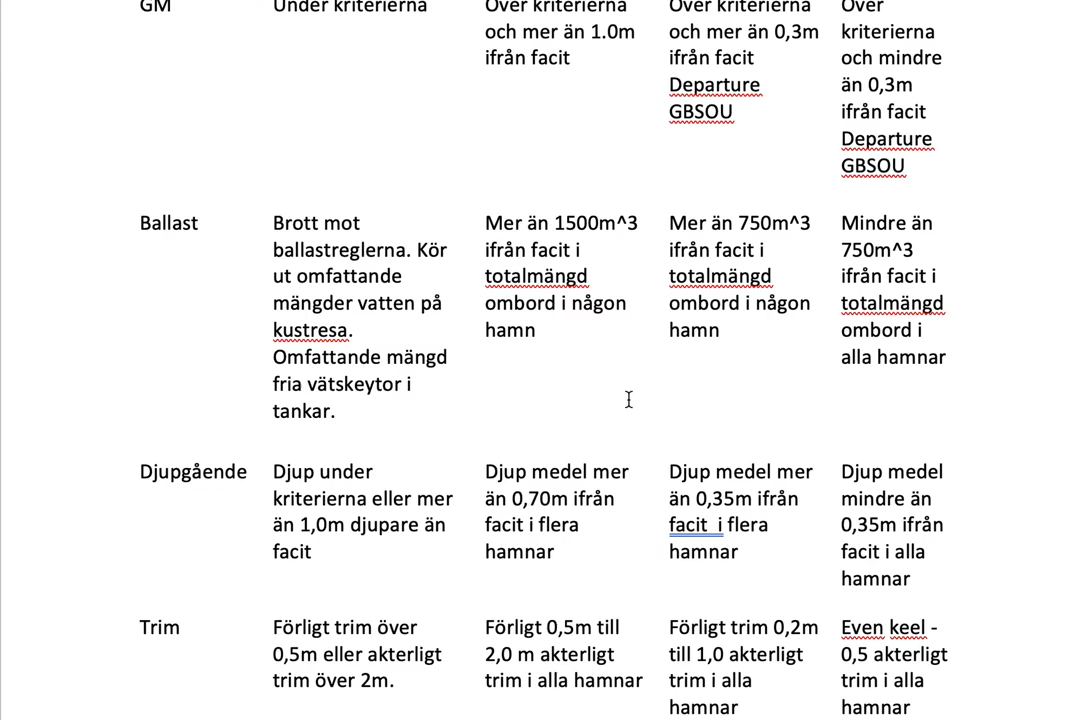 GM
Under kriterierna
Över kriterierna
och mer än 1.0m
ifrån facit
Över kriterierna
och mer än 0,3m
ifrån facit
Departure
GBSOU
Över
kriterierna
och mindre
än 0,3m
ifrån facit
Departure
GBSOU
Ballast
Brott mot
ballastreglerna. Kör
ut omfattande
mängder vatten på
kustresa.
Omfattande mängd
fria vätskeytor i
tankar.
Mer än 1500m^3
ifrån facit i
totalmängd
ombord i någon
hamn
Mer än 750m^3
ifrån facit i
totalmängd
ombord i någon
hamn
Mindre än
750m^3
ifrån facit i
totalmängd
ombord i
alla hamnar
Djupgående
Djup under
kriterierna eller mer
än 1,0m djupare än
facit
Djup medel mer
än 0,70m ifrån
facit i flera
hamnar
Djup medel mer
än 0,35m ifrån
facit  i flera
hamnar
Djup medel
mindre än
0,35m ifrån
facit i alla
hamnar
Trim
Förligt trim över
0,5m eller akterligt
trim över 2m.
Förligt 0,5m till
2,0 m akterligt
trim i alla hamnar
Förligt trim 0,2m
till 1,0 akterligt
trim i alla
hamnar
Even keel -
0,5 akterligt
trim i alla
hamnar